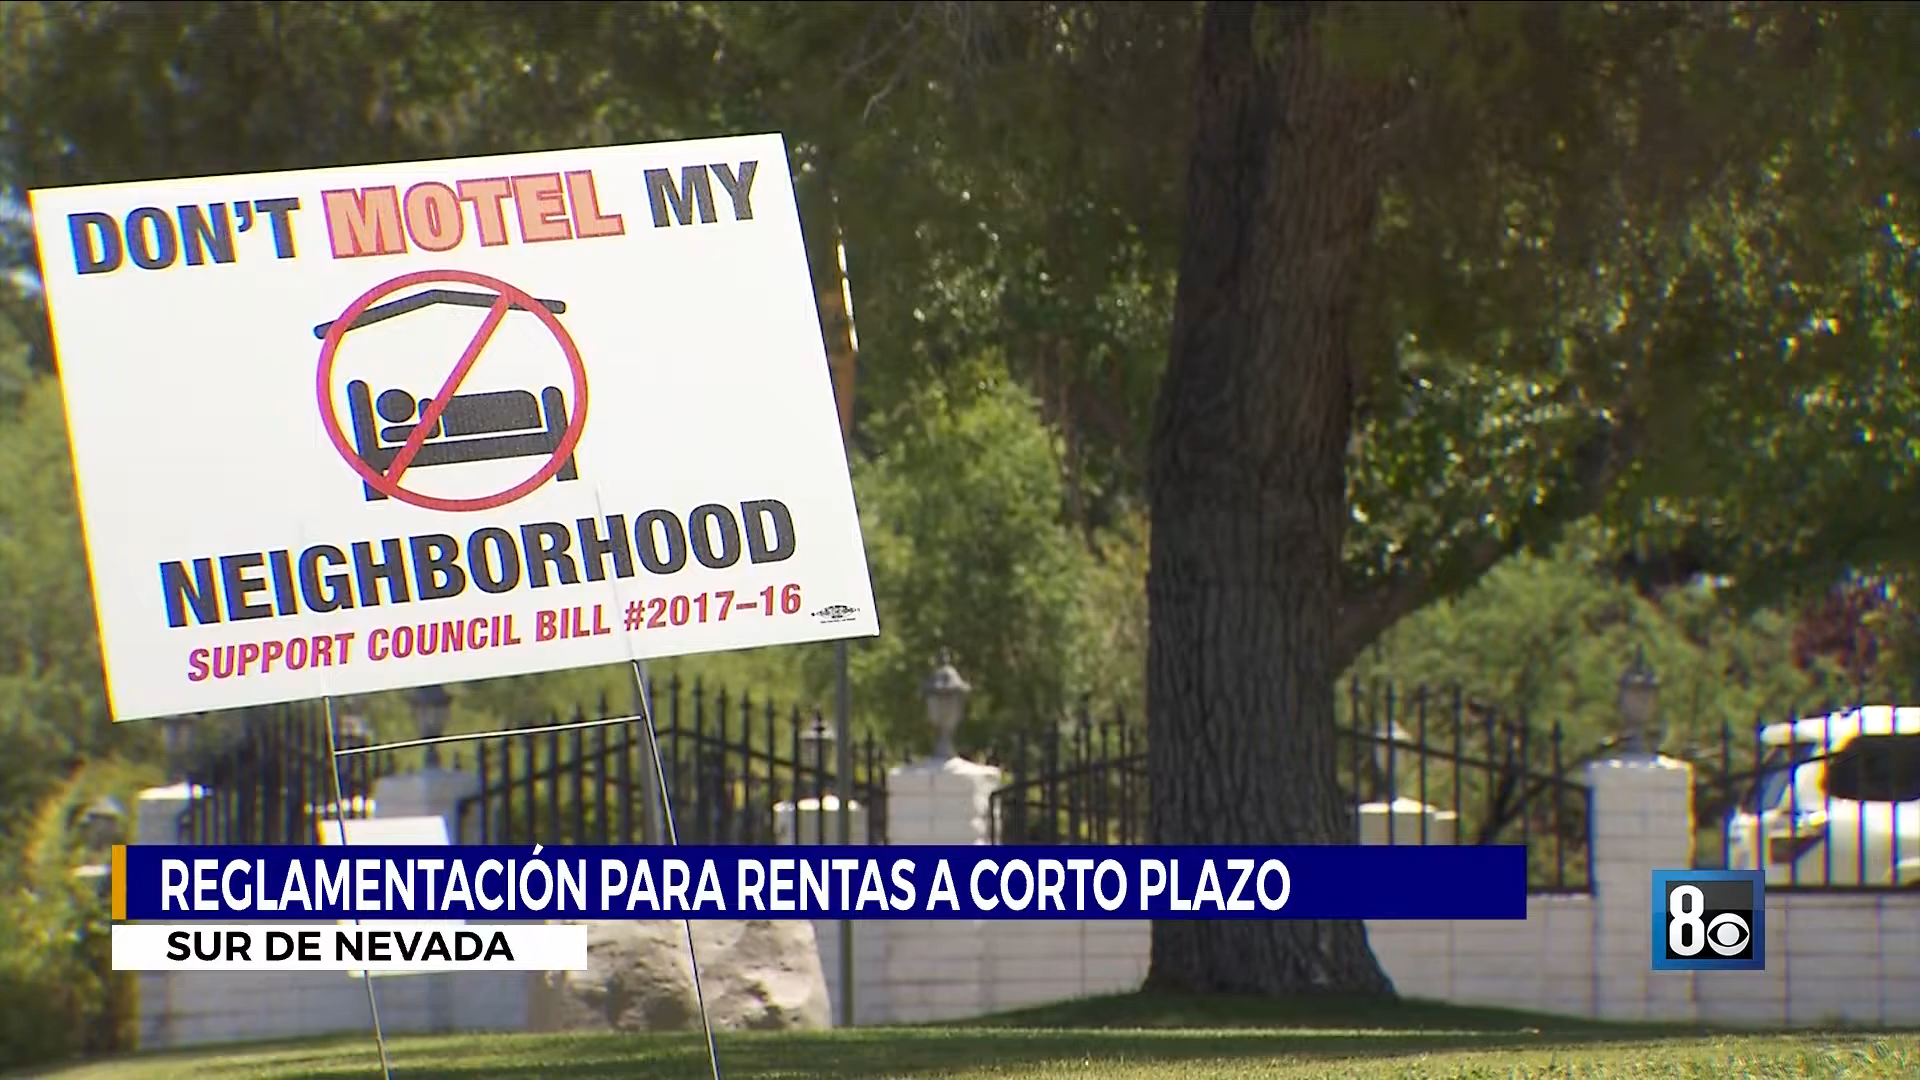 DON'T MOTEL MY
NEIGHBORHOOD
SUPPORT COUNCIL BILL #2017–16
REGLAMENTACIÓN PARA RENTAS A CORTO PLAZO
SUR DE NEVADA
8